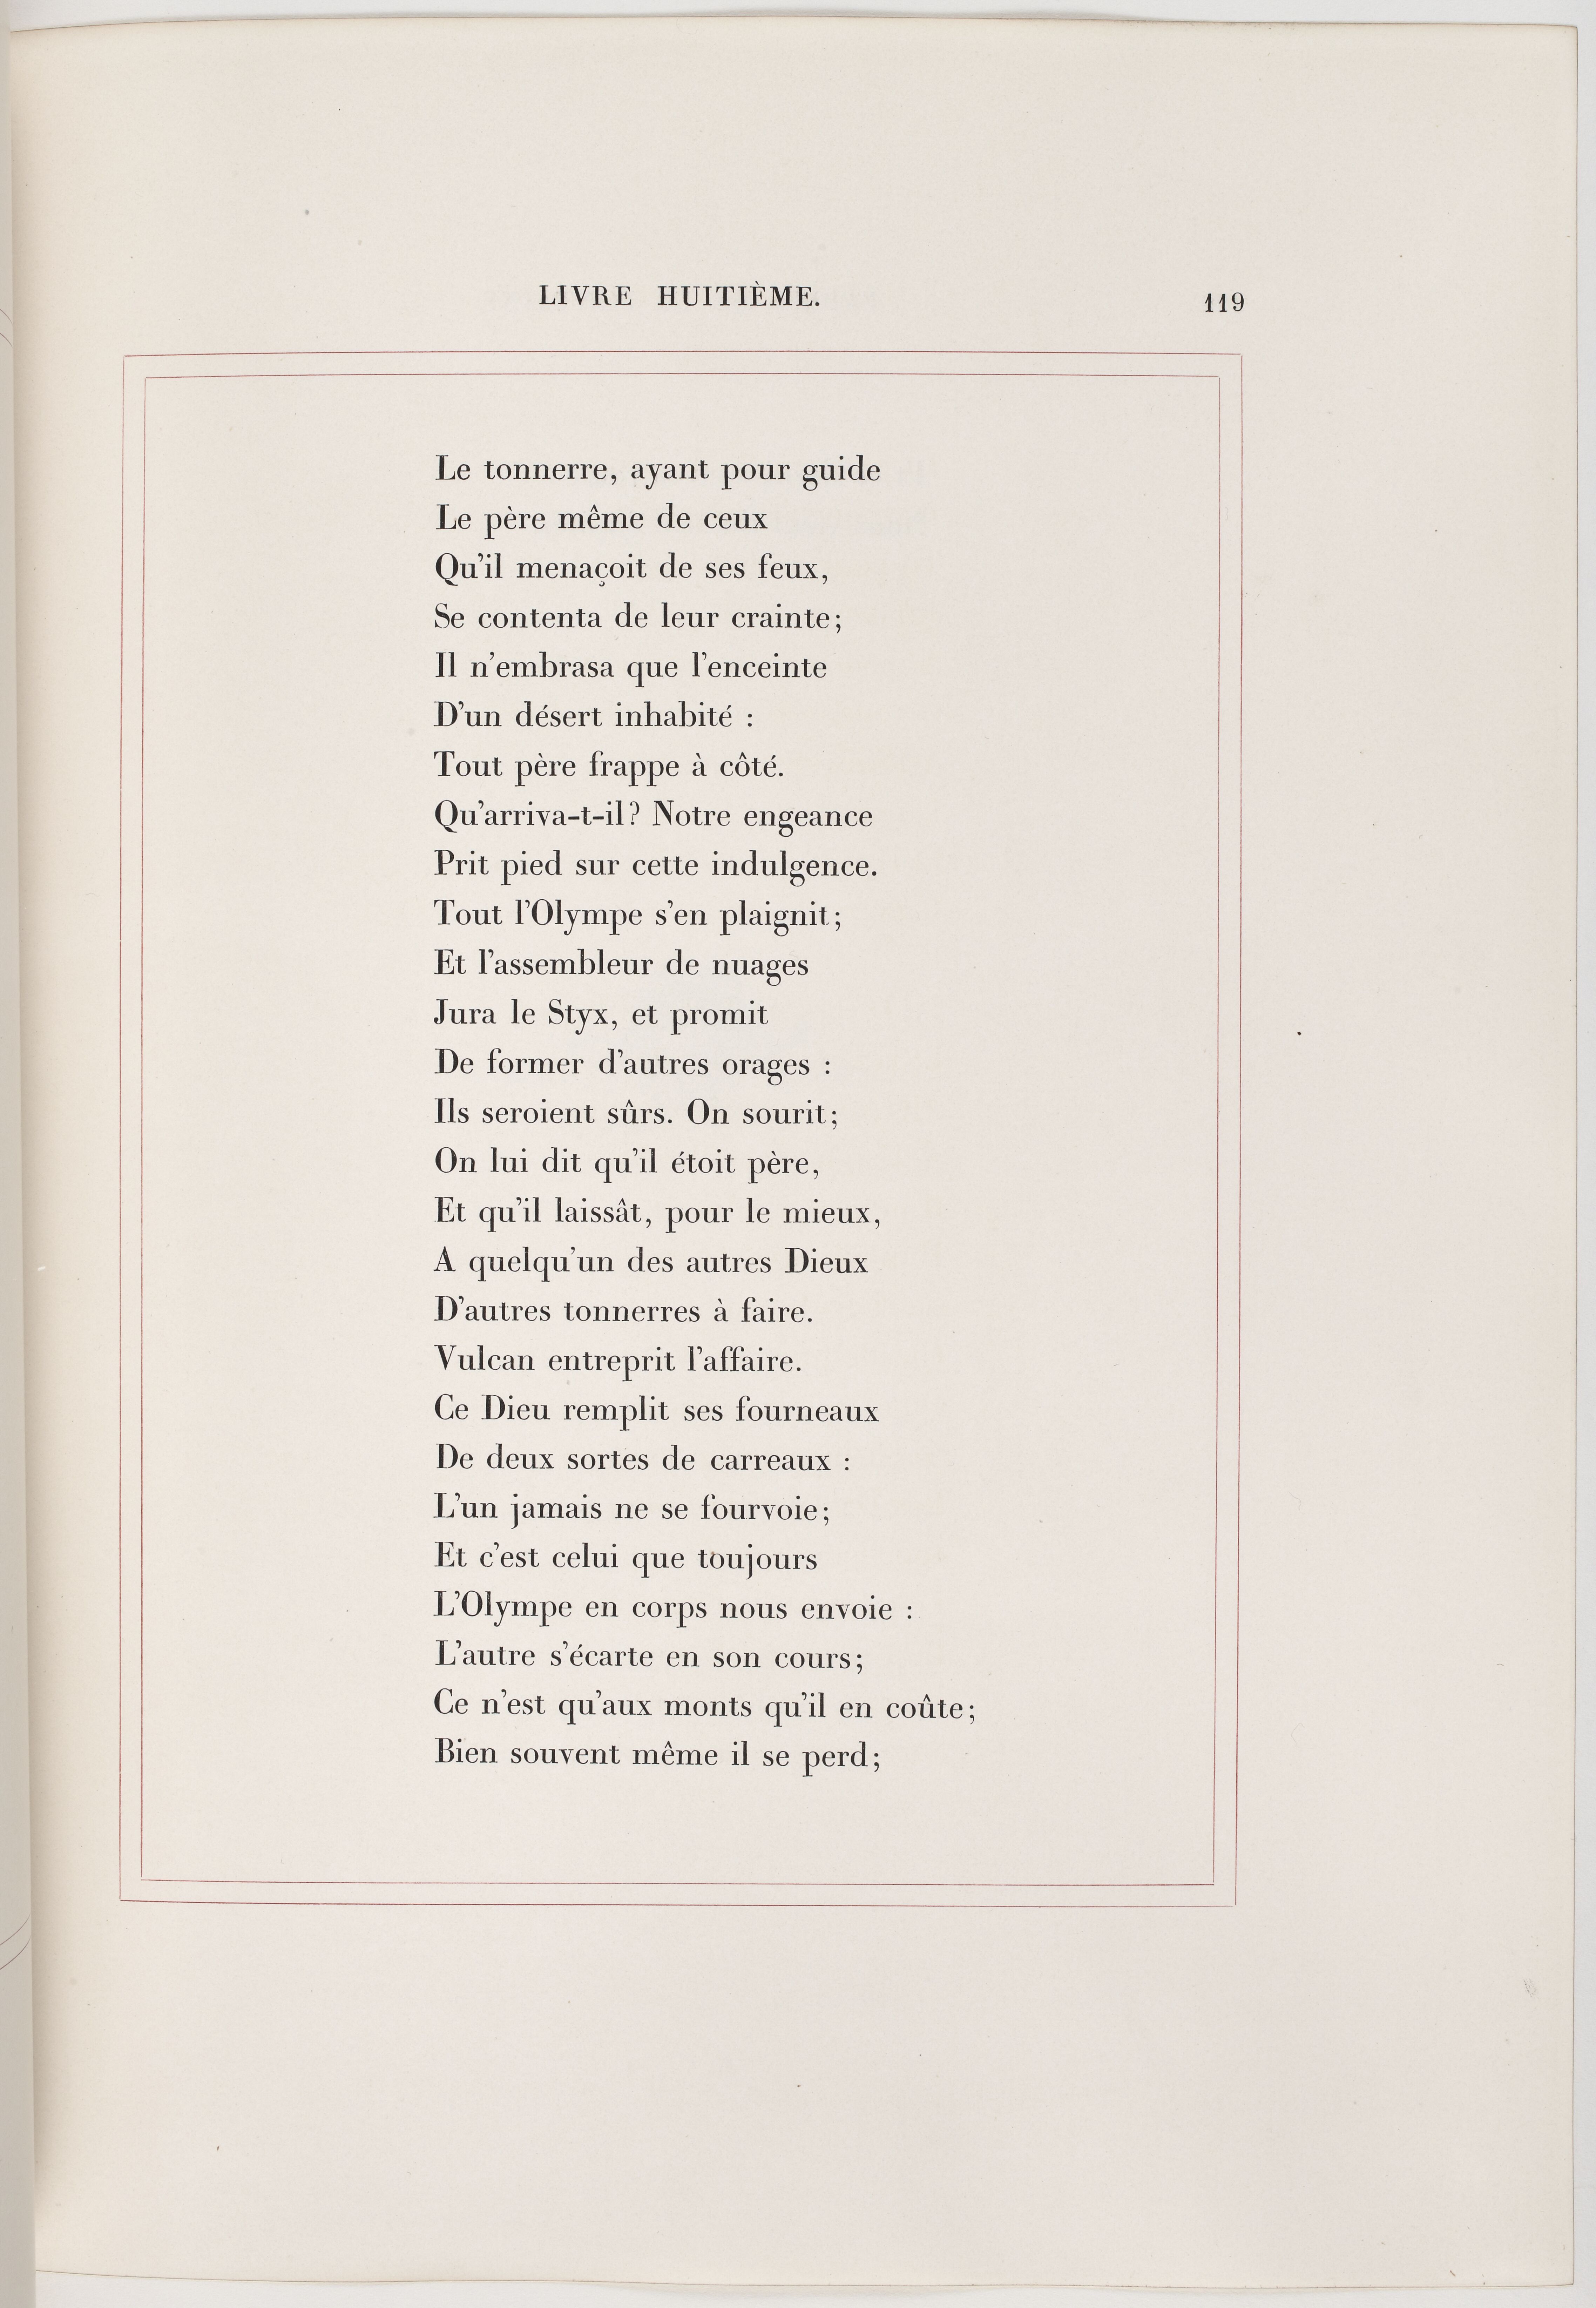 LIVRE HUITIÈME.
119
Le tonnerre, ayant pour guide
Le père même de ceux
Qu'il menaçoit de ses feux,
Se contenta de leur crainte;
Il n'embrasa que l'enceinte
D'un désert inhabité :
Tout père frappe à côté.
Qu'arriva-t-il? Notre engeance
Prit pied sur cette indulgence.
Tout l'Olympe s'en plaignit;
Et l'assembleur de nuages
Jura le Styx, et promit
De former d'autres orages :
Ils seroient sûrs. On sourit;
On lui dit qu'il étoit père,
Et qu'il laissât, pour le mieux,
A quelqu'un des autres Dieux
D'autres tonnerres à faire.
Vulcan entreprit l'affaire.
Ce Dieu remplit ses fourneaux
De deux sortes de carreaux :
L'un jamais ne se fourvoie;
Et c'est celui que toujours
L'Olympe en corps nous envoie :
L'autre s'écarte en son cours;
Ce n'est qu'aux monts qu'il en coûte;
Bien souvent même il se perd;